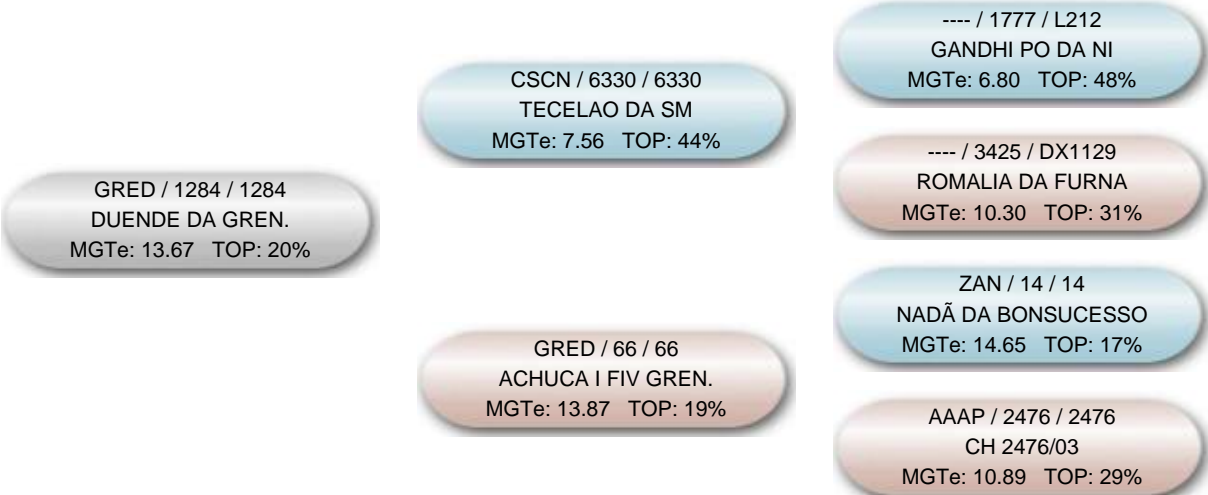 ---- / 1777 / L212
GANDHI PO DA NI
MGTe: 6.80 TOP: 48%
CSCN / 6330 / 6330
TECELAO DA SM
MGTe: 7.56 TOP: 44%
---- / 3425 / DX1129
ROMALIA DA FURNA
MGTe: 10.30 TOP: 31%
GRED / 1284 / 1284
DUENDE DA GREN.
MGTe: 13.67 TOP: 20%
ZAN / 14 / 14
NADÃ DA BONSUCESSO
MGTe: 14.65 TOP: 17%
GRED / 66 / 66
ACHUCA I FIV GREN.
MGTe: 13.87 TOP: 19%
AAAP / 2476 / 2476
CH 2476/03
MGTe: 10.89 TOP: 29%